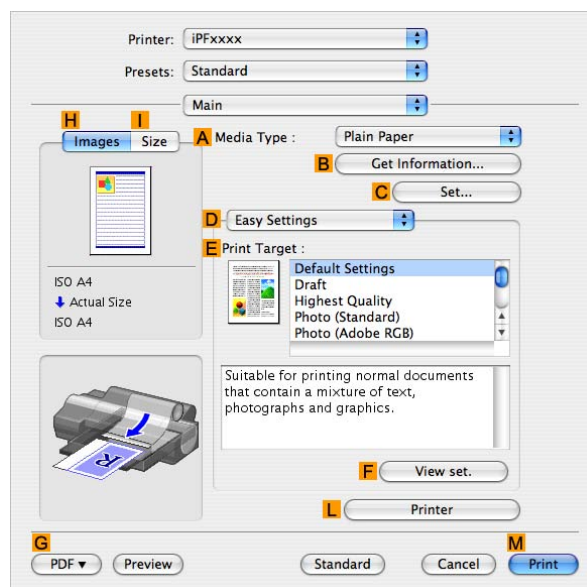 Printer: iPFxxxx
Presets: Standard
Main
H I
Images Size
A Media Type : Plain Paper
B Get Information...
C Set...
D Easy Settings
E Print Target :
Default Settings
Draft
Highest Quality
Photo (Standard)
Photo (Adobe RGB)
ISO A4
Actual Size
ISO A4
Suitable for printing normal documents
that contain a mixture of text,
photographs and graphics.
R
F View set.
L Printer
G M
PDF Preview Standard Cancel Print